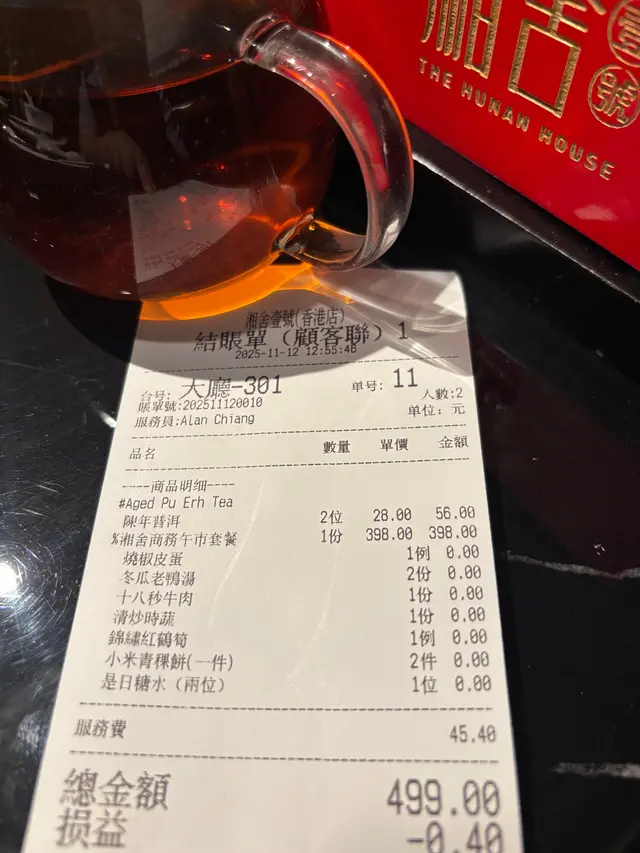 湘舍
壹號
THE HUNAN HOUSE
湘舍壹號(香港店)
結賬單（顧客聯）1
2025-11-12 12:55:46
台号: 大廳-301 单号: 11
人數:2
賬單號:202511120010
单位: 元
服務員:Alan Chiang
品名 數量 單價 金額
----商品明细----
#Aged Pu Erh Tea
陳年普洱 2位 28.00 56.00
%湘舍商務午市套餐 1份 398.00 398.00
燒椒皮蛋 1例 0.00
冬瓜老鴨湯 2份 0.00
十八秒牛肉 1份 0.00
清炒時蔬 1份 0.00
錦繡紅鶴筍 1例 0.00
小米青稞餅(一件) 2件 0.00
是日糖水（兩位） 1位 0.00
服務費 45.40
總金額 499.00
损益 -0.40